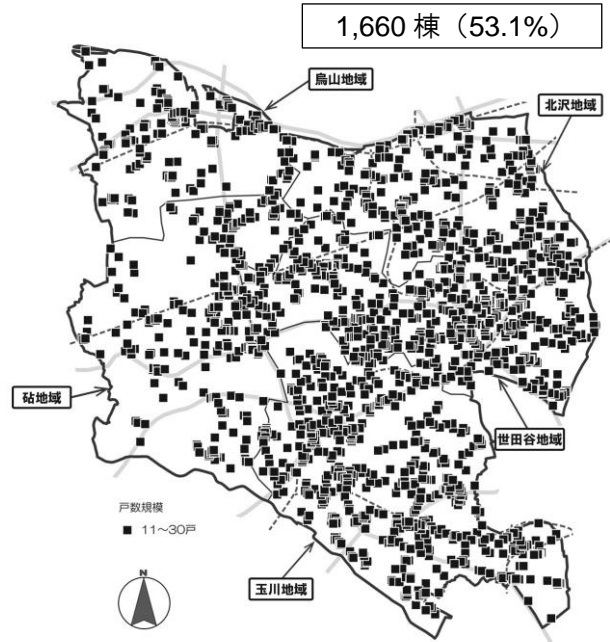 1,660 棟（53.1%）
烏山地域
北沢地域
砧地域
世田谷地域
戸数規模
■ 11～30戸
玉川地域
N